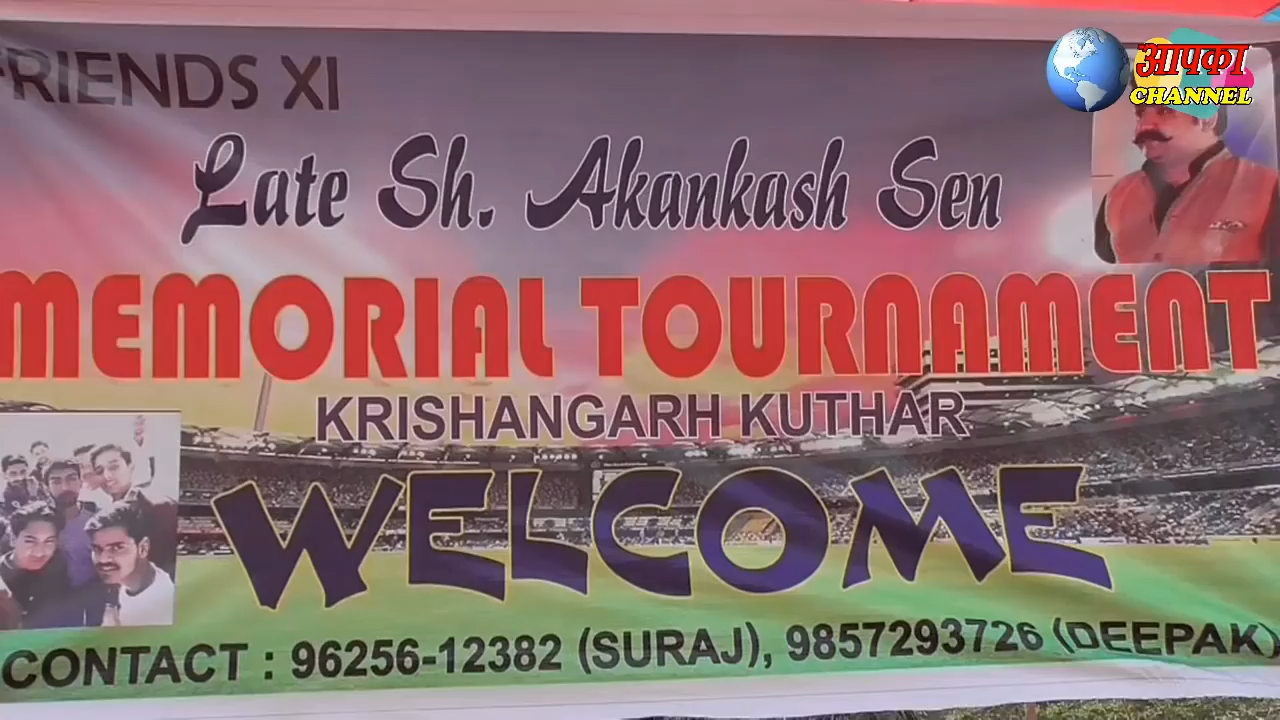 FRIENDS XI
आपका
CHANNEL
Late Sh. Akankash Sen
MEMORIAL TOURNAMENT
KRISHANGARH KUTHAR
WELCOME
CONTACT : 96256-12382 (SURAJ), 9857293726 (DEEPAK)